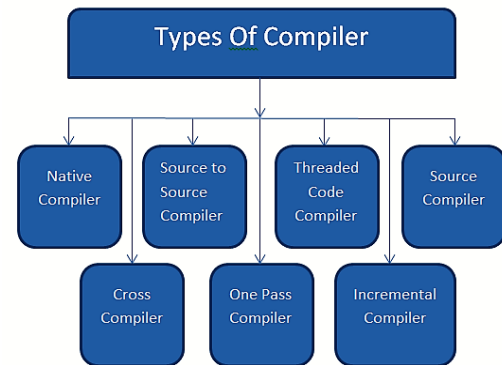 Types Of Compiler
Native
Compiler
Source to
Source
Compiler
Threaded
Code
Compiler
Source
Compiler
Cross
Compiler
One Pass
Compiler
Incremental
Compiler